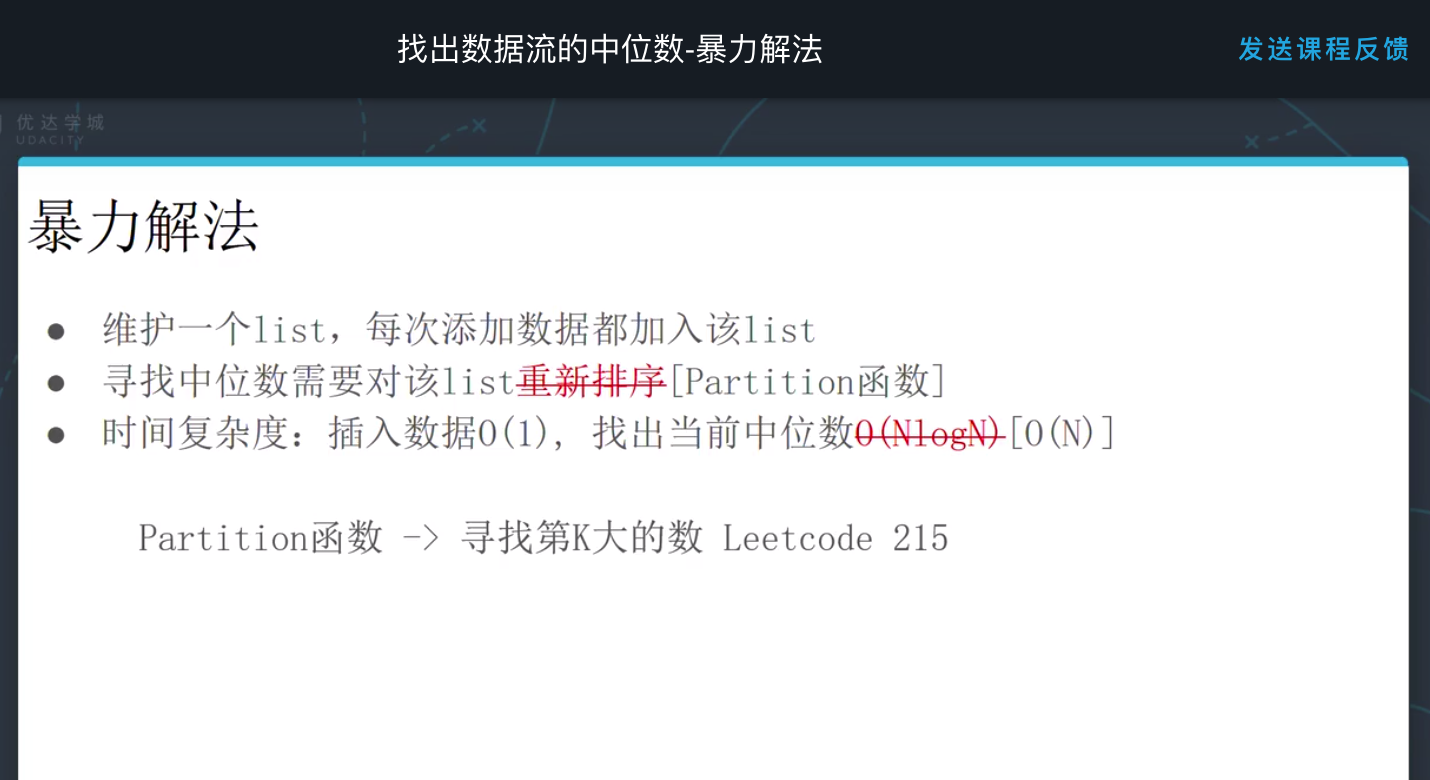 找出数据流的中位数-暴力解法
发送课程反馈
优达学城
UDACITY
暴力解法
● 维护一个list，每次添加数据都加入该list
● 寻找中位数需要对该list重新排序[Partition函数]
● 时间复杂度：插入数据O(1)，找出当前中位数O(NlogN)[O(N)]
Partition函数 -> 寻找第K大的数 Leetcode 215